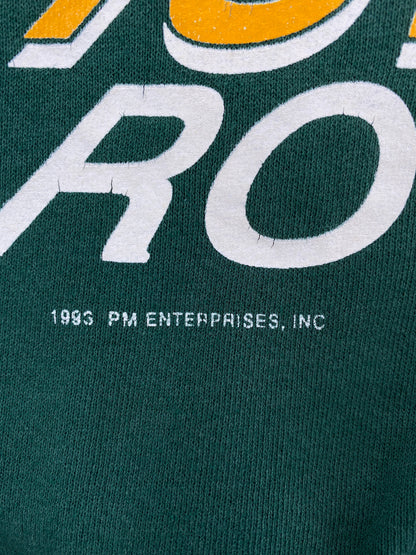 RO
1993 PM ENTERPRISES, INC